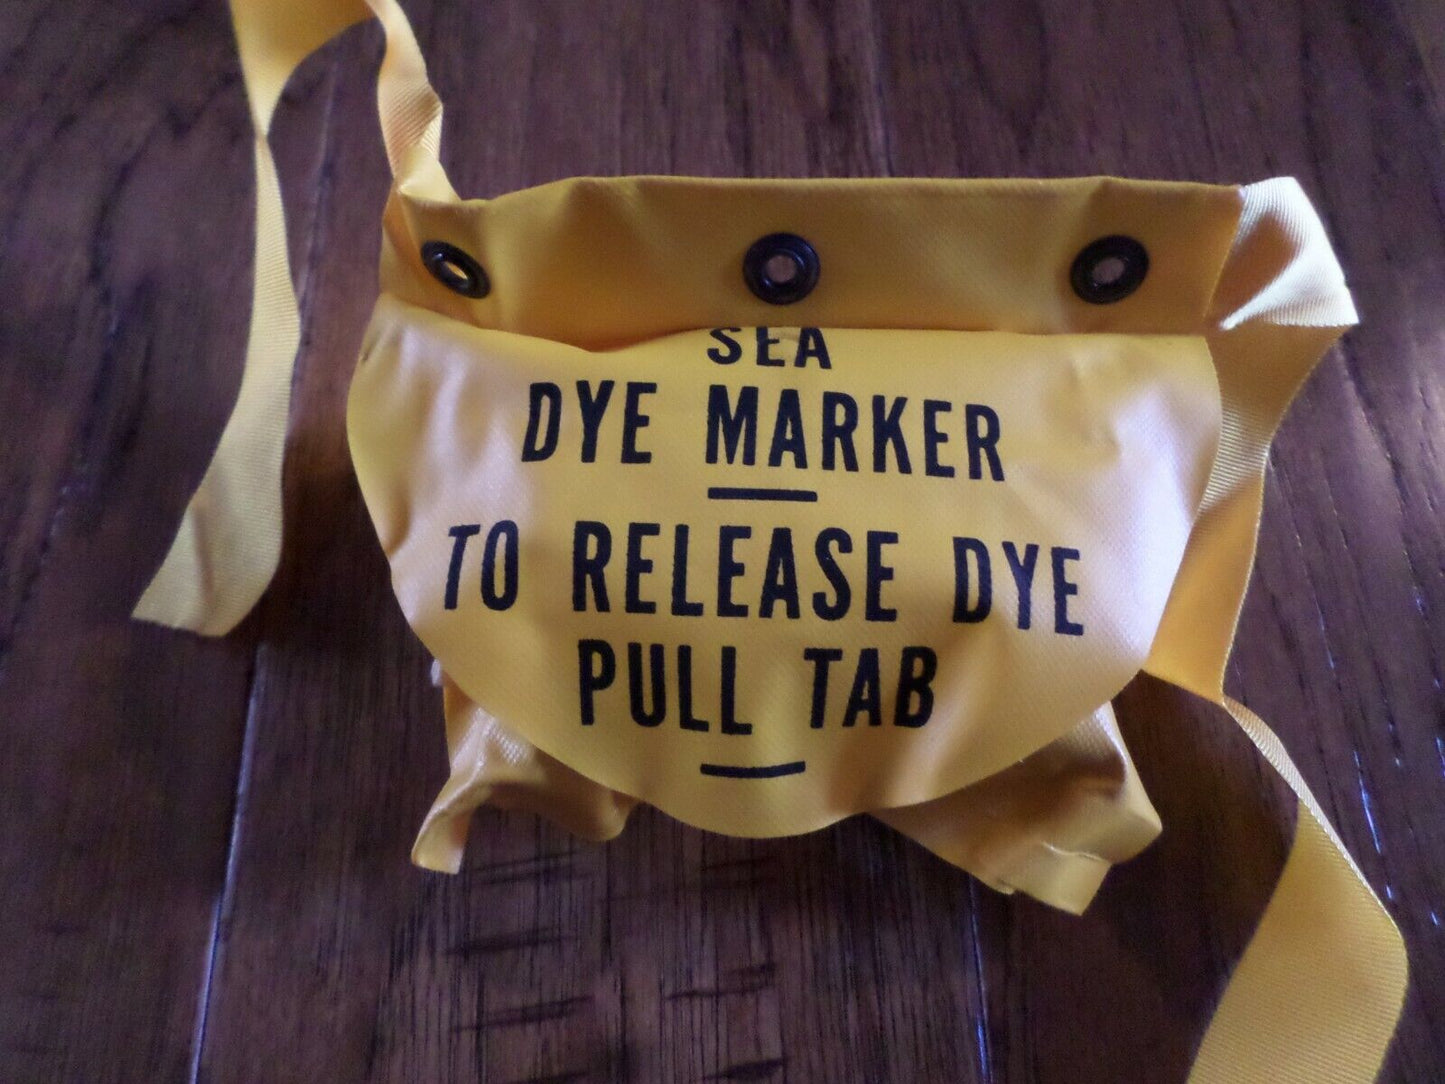 SEA
DYE MARKER
TO RELEASE DYE
PULL TAB